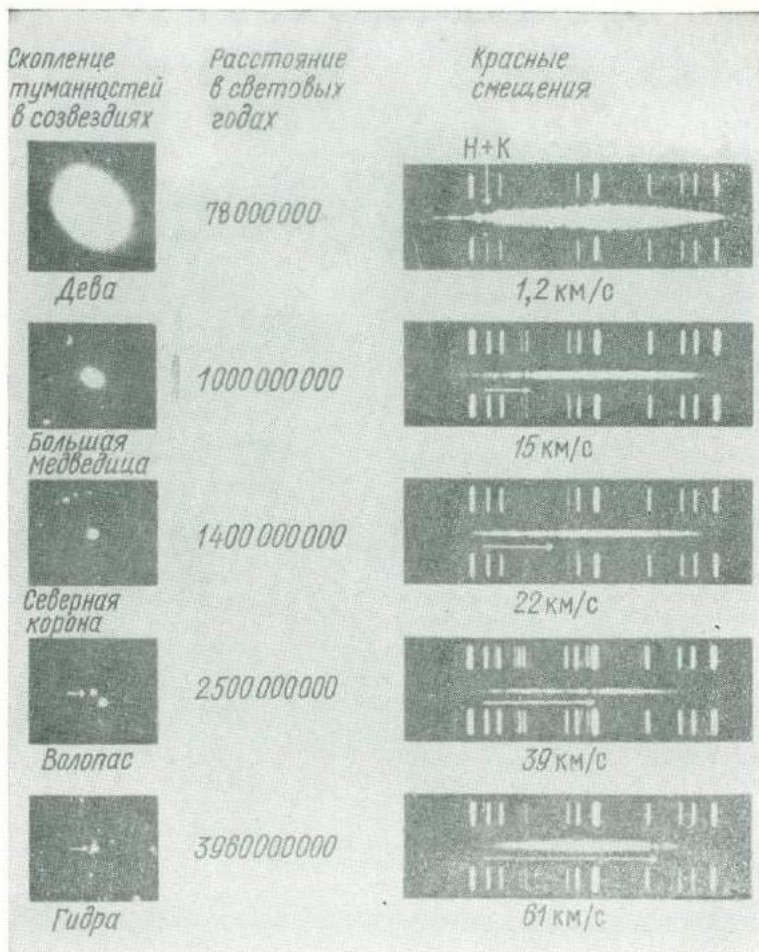 Скопление
туманностей
в созвездиях
Расстояние
в световых
годах
Красные
смещения
H+K
78000000
Дева
1,2 км/с
1000000000
Большая
медведица
15 км/с
1400000000
Северная
корона
22 км/с
2500000000
Волопас
39 км/с
3960000000
Гидра
61 км/с